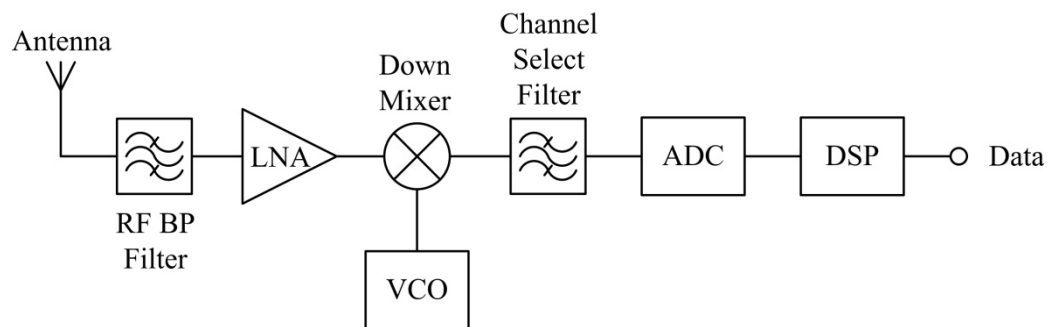 Antenna
RF BP
Filter
LNA
Down
Mixer
VCO
Channel
Select
Filter
ADC
DSP
Data